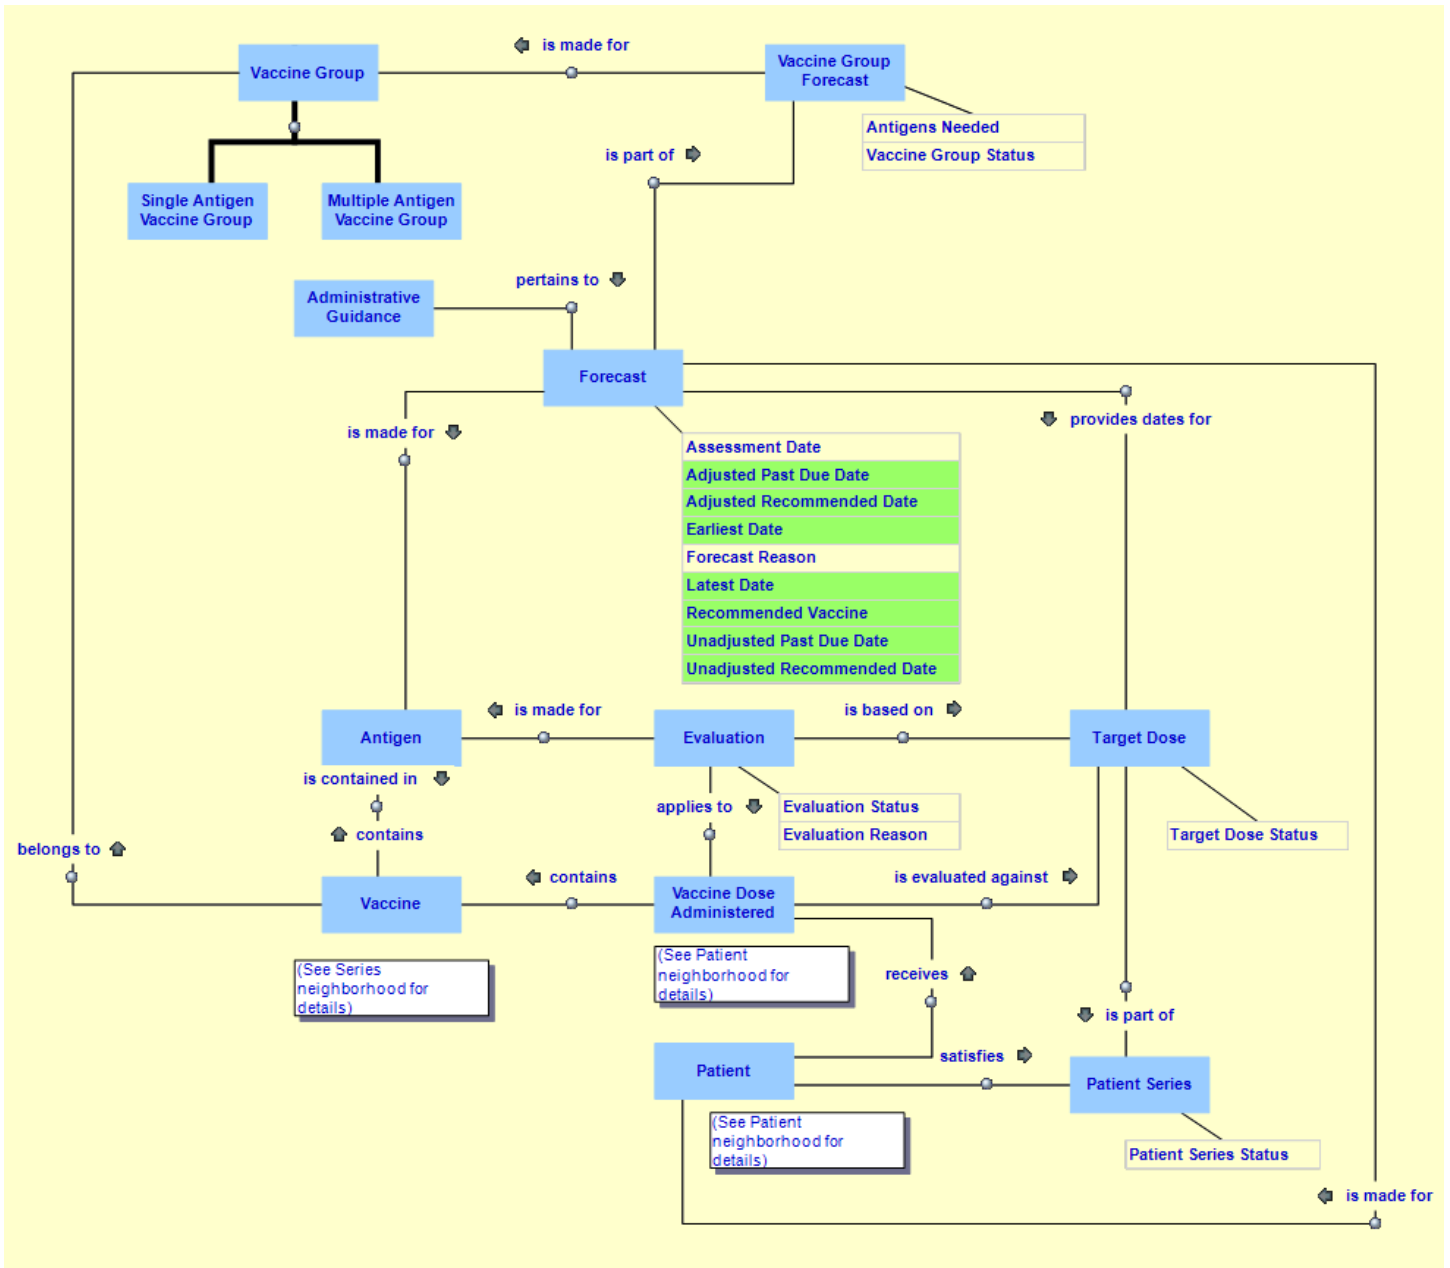 is made for
Vaccine Group
Vaccine Group
Forecast
Antigens Needed
Vaccine Group Status
is part of
Single Antigen
Vaccine Group
Multiple Antigen
Vaccine Group
pertains to
Administrative
Guidance
Forecast
is made for
provides dates for
Assessment Date
Adjusted Past Due Date
Adjusted Recommended Date
Earliest Date
Forecast Reason
Latest Date
Recommended Vaccine
Unadjusted Past Due Date
Unadjusted Recommended Date
is made for
is based on
Antigen
Evaluation
Target Dose
is contained in
applies to
Evaluation Status
Evaluation Reason
Target Dose Status
contains
belongs to
contains
is evaluated against
Vaccine
Vaccine Dose
Administered
(See Series
neighborhood for
details)
(See Patient
neighborhood for
details)
receives
is part of
satisfies
Patient
Patient Series
(See Patient
neighborhood for
details)
Patient Series Status
is made for